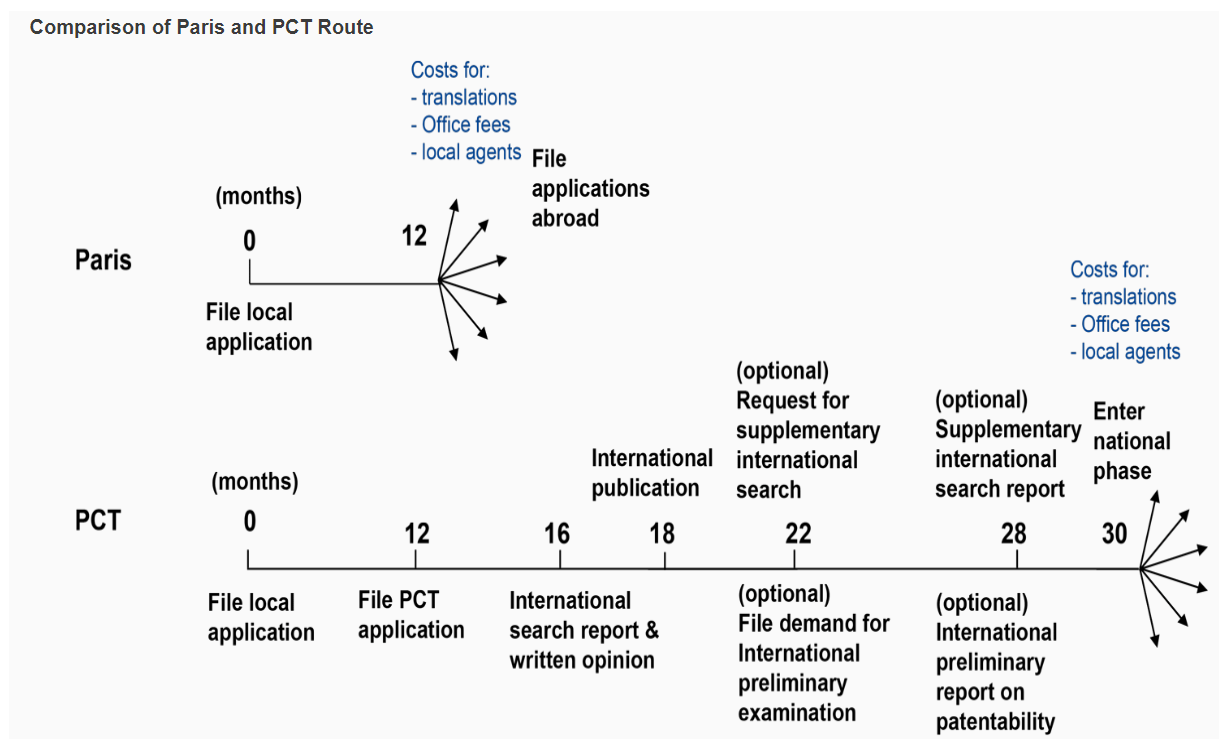 Comparison of Paris and PCT Route
Costs for:
- translations
- Office fees
- local agents
File
applications
abroad
(months)
0
12
Paris
File local
application
Costs for:
- translations
- Office fees
- local agents
(optional)
Request for
supplementary
international
search
(optional)
Supplementary
international
search report
Enter
national
phase
International
publication
(months)
PCT
0
12
16
18
22
28
30
File local
application
File PCT
application
International
search report &
written opinion
(optional)
File demand for
International
preliminary
examination
(optional)
International
preliminary
report on
patentability